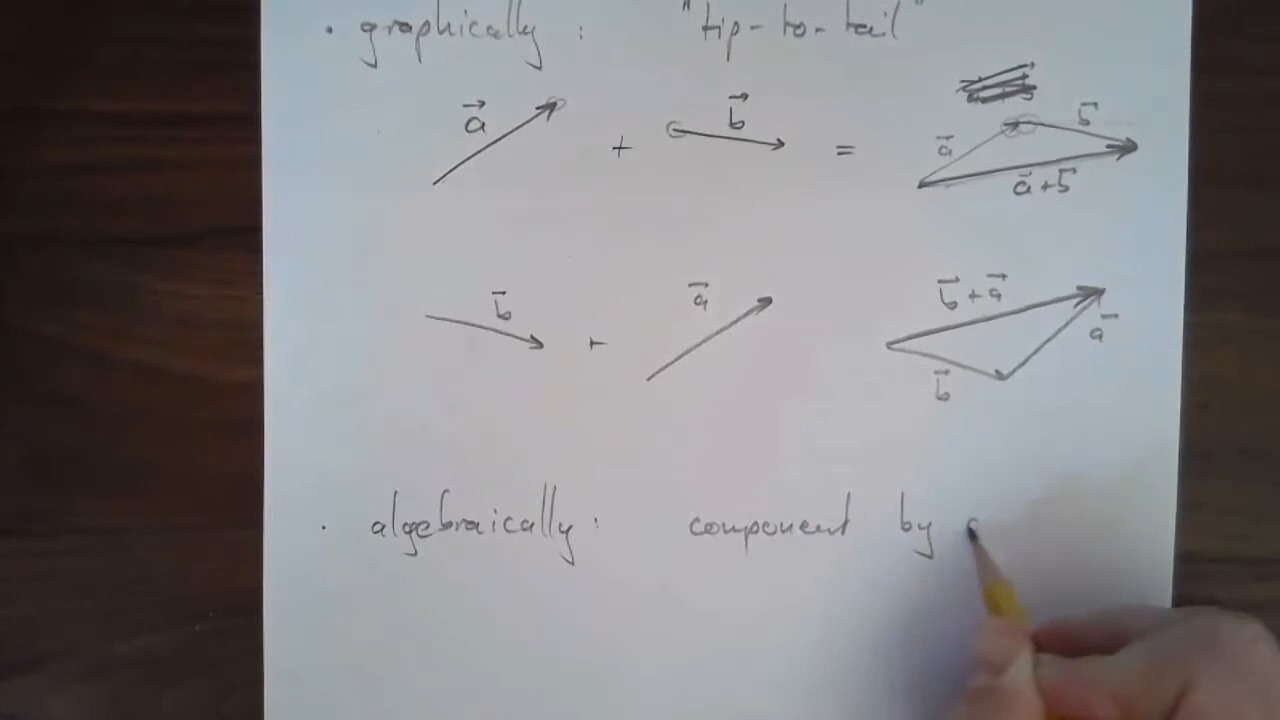 · graphically : "tip-to-tail"
a⃗ + b⃗ = a⃗ b⃗ a⃗+b⃗
b⃗ + a⃗ b⃗+a⃗ b⃗ a⃗
· algebraically : component by c